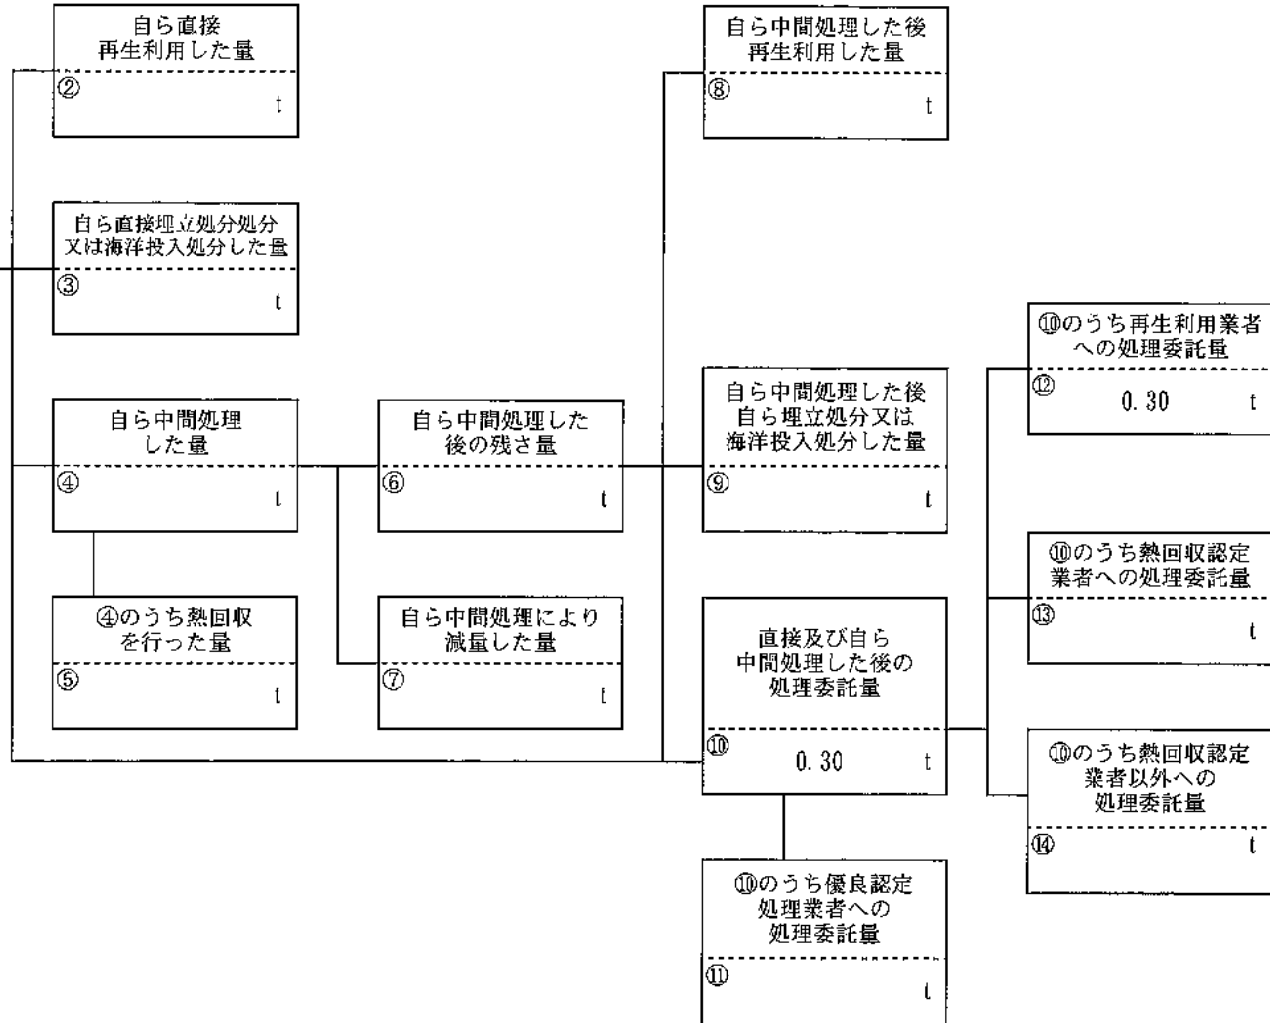 自ら直接
再生利用した量
②
t
自ら中間処理した後
再生利用した量
⑧
t
自ら直接埋立処分処分
又は海洋投入処分した量
③
t
⑩のうち再生利用業者
への処理委託量
⑫
0.30 t
自ら中間処理
した量
④
t
自ら中間処理した
後の残さ量
⑥
t
自ら中間処理した後
自ら埋立処分又は
海洋投入処分した量
⑨
t
⑩のうち熱回収認定
業者への処理委託量
⑬
t
④のうち熱回収
を行った量
⑤
t
自ら中間処理により
減量した量
⑦
t
直接及び自ら
中間処理した後の
処理委託量
⑩
0.30 t
⑩のうち熱回収認定
業者以外への
処理委託量
⑭
t
⑩のうち優良認定
処理業者への
処理委託量
⑪
t